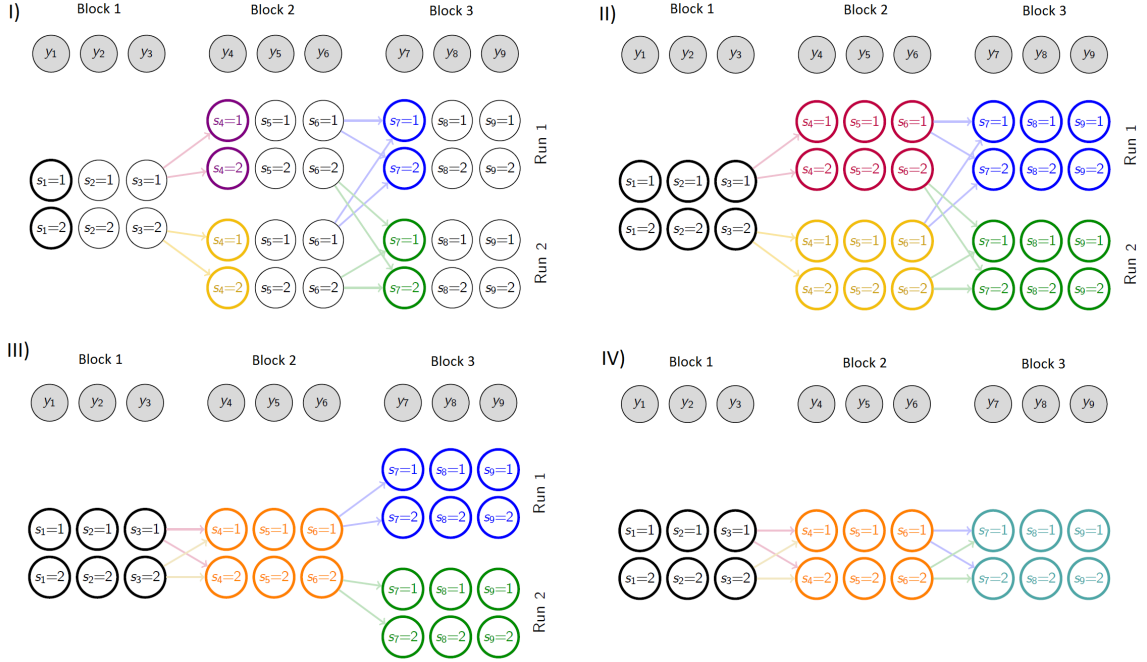 I)
Block 1 Block 2 Block 3
y1 y2 y3 y4 y5 y6 y7 y8 y9
s4=1 s5=1 s6=1 s7=1 s8=1 s9=1
s4=2 s5=2 s6=2 s7=2 s8=2 s9=2
Run 1
s1=1 s2=1 s3=1
s1=2 s2=2 s3=2
s4=1 s5=1 s6=1 s7=1 s8=1 s9=1
s4=2 s5=2 s6=2 s7=2 s8=2 s9=2
Run 2
II)
Block 1 Block 2 Block 3
y1 y2 y3 y4 y5 y6 y7 y8 y9
s4=1 s5=1 s6=1 s7=1 s8=1 s9=1
s4=2 s5=2 s6=2 s7=2 s8=2 s9=2
Run 1
s1=1 s2=1 s3=1
s1=2 s2=2 s3=2
s4=1 s5=1 s6=1 s7=1 s8=1 s9=1
s4=2 s5=2 s6=2 s7=2 s8=2 s9=2
Run 2
III)
Block 1 Block 2 Block 3
y1 y2 y3 y4 y5 y6 y7 y8 y9
s7=1 s8=1 s9=1
s7=2 s8=2 s9=2
Run 1
s1=1 s2=1 s3=1 s4=1 s5=1 s6=1
s1=2 s2=2 s3=2 s4=2 s5=2 s6=2
s7=1 s8=1 s9=1
s7=2 s8=2 s9=2
Run 2
IV)
Block 1 Block 2 Block 3
y1 y2 y3 y4 y5 y6 y7 y8 y9
s1=1 s2=1 s3=1 s4=1 s5=1 s6=1 s7=1 s8=1 s9=1
s1=2 s2=2 s3=2 s4=2 s5=2 s6=2 s7=2 s8=2 s9=2